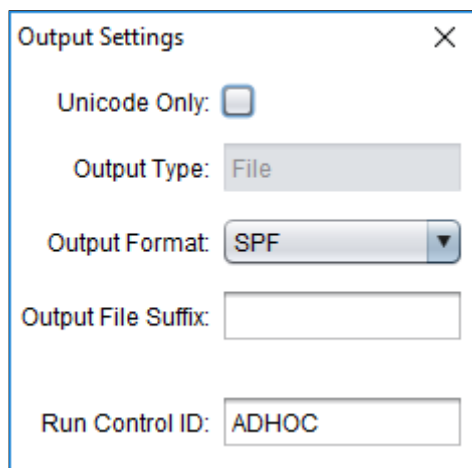 Output Settings
Unicode Only:
Output Type: File
Output Format: SPF
Output File Suffix:
Run Control ID: ADHOC